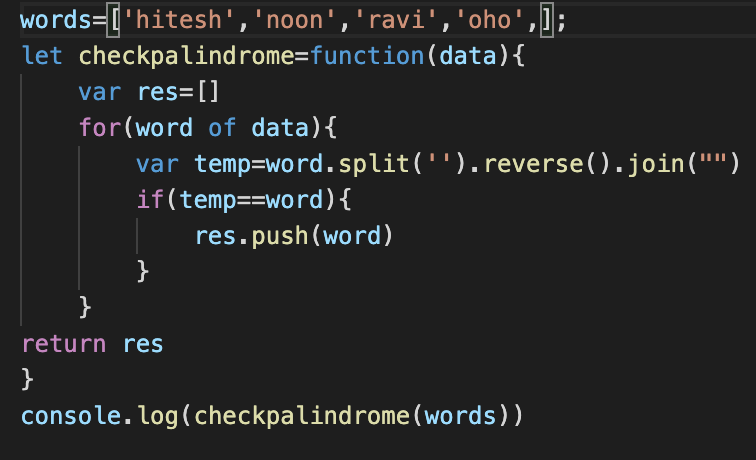 words=['hitesh','noon','ravi','oho',];
let checkpalindrome=function(data){
    var res=[]
    for(word of data){
        var temp=word.split('').reverse().join("")
        if(temp==word){
            res.push(word)
        }
    }
return res
}
console.log(checkpalindrome(words))